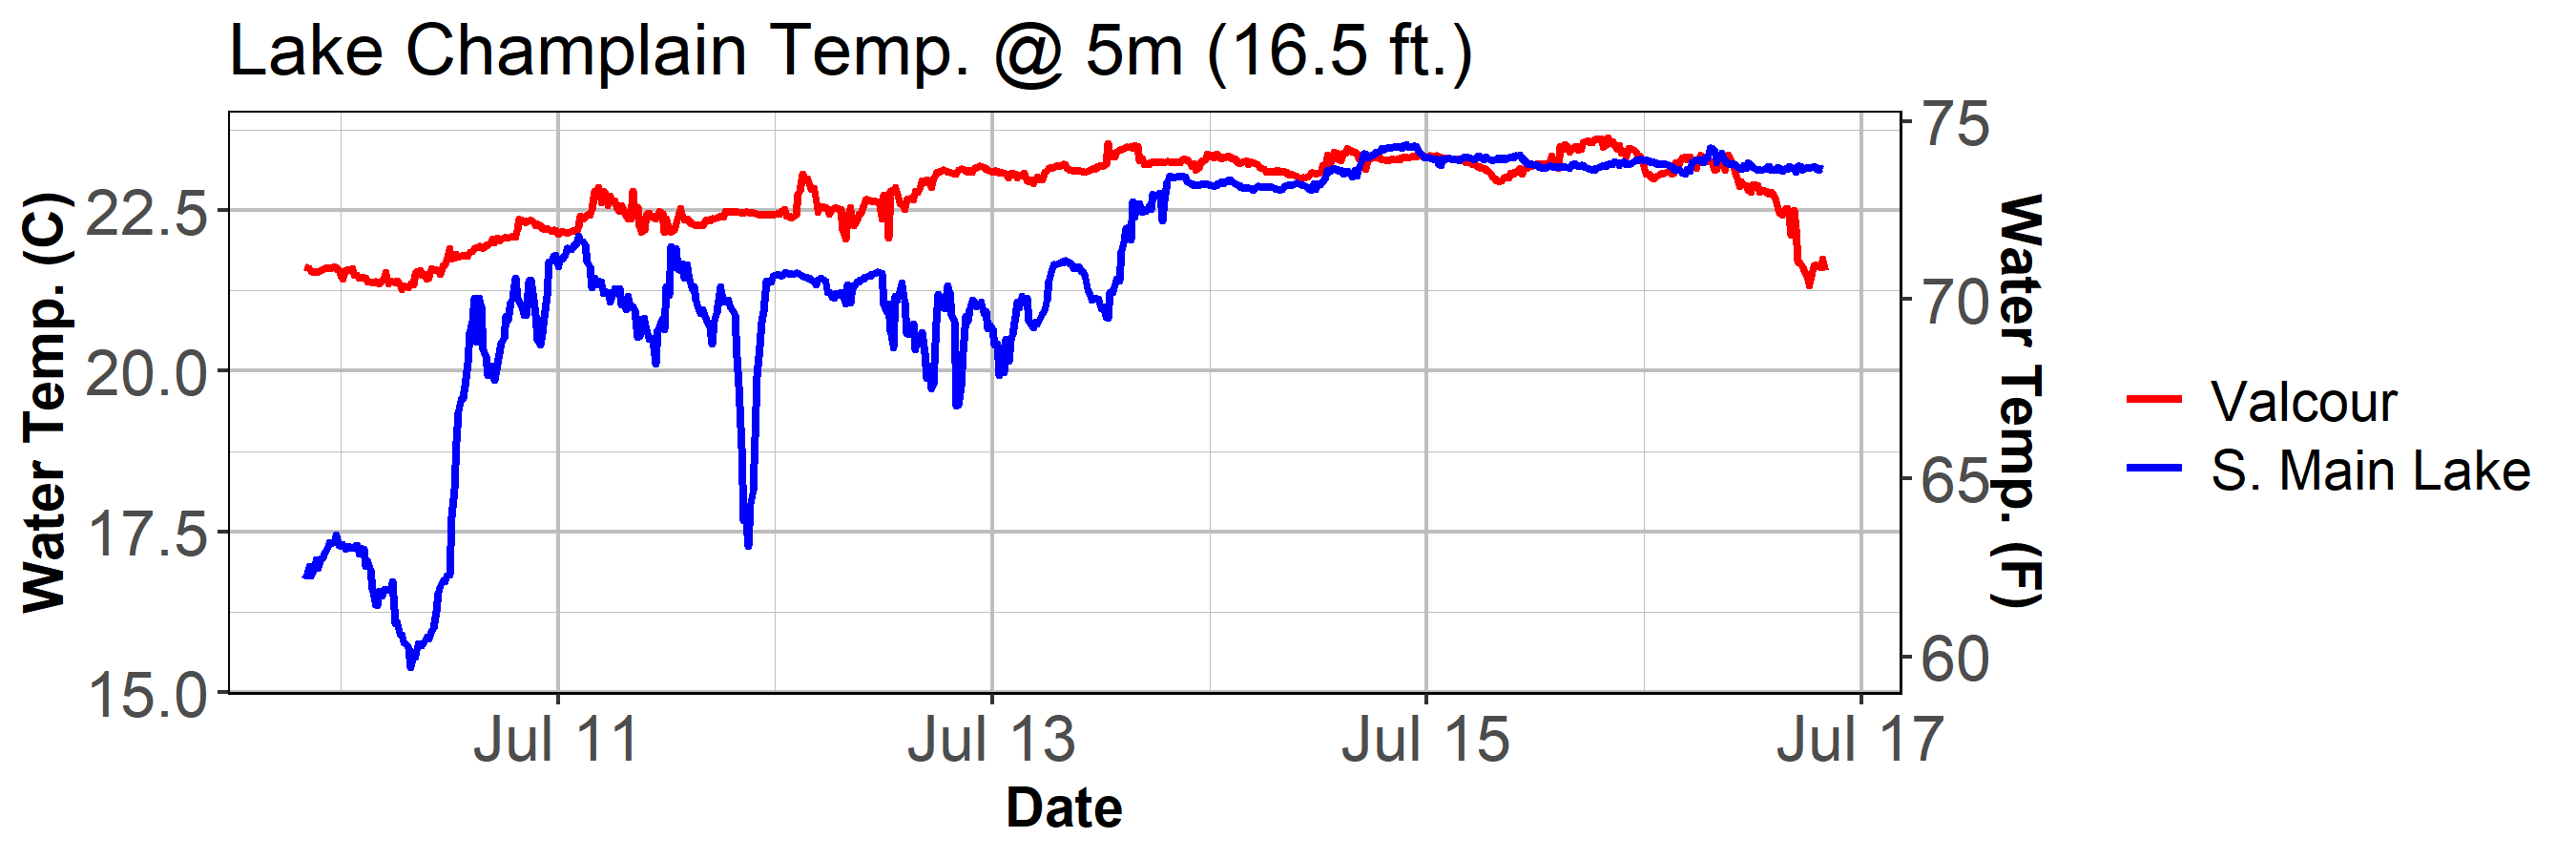 Lake Champlain Temp. @ 5m (16.5 ft.)
Water Temp. (C)
22.5
20.0
17.5
15.0
75
70
65
60
Water Temp. (F)
Jul 11
Jul 13
Jul 15
Jul 17
Date
Valcour
S. Main Lake